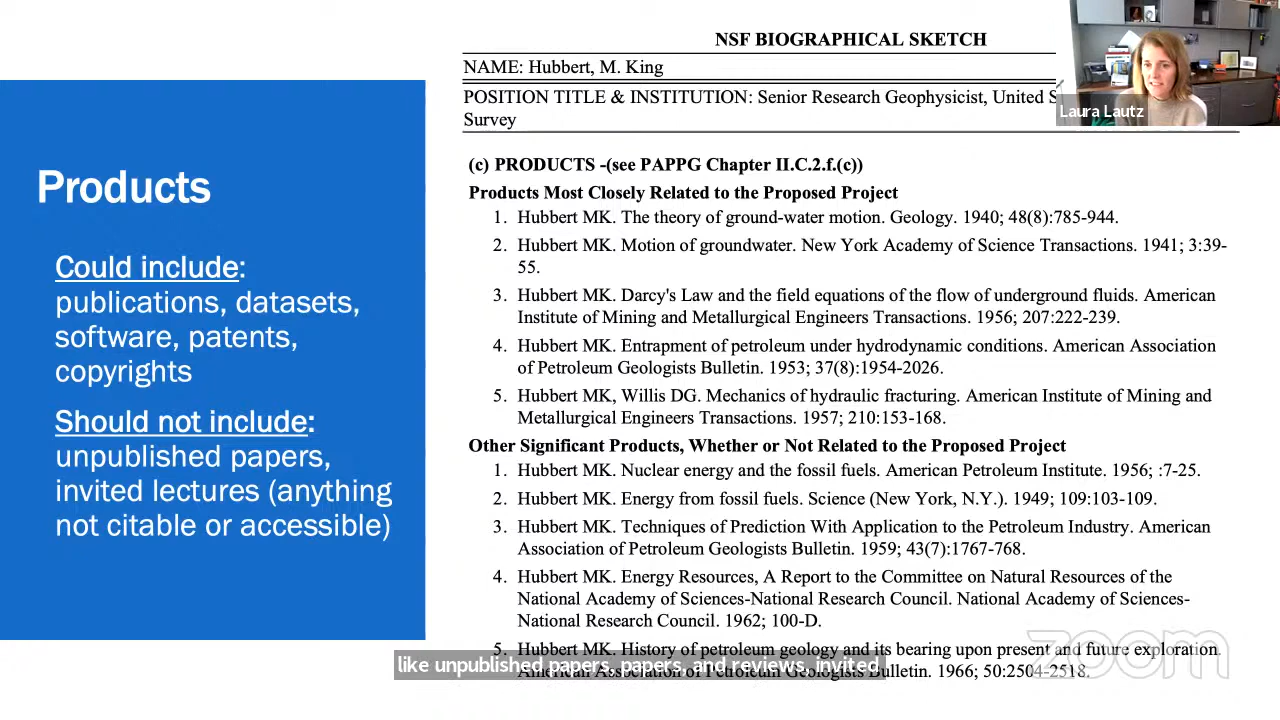 NSF BIOGRAPHICAL SKETCH
NAME: Hubbert, M. King
POSITION TITLE & INSTITUTION: Senior Research Geophysicist, United S
Survey
Laura Lautz
Products
Could include:
publications, datasets,
software, patents,
copyrights
Should not include:
unpublished papers,
invited lectures (anything
not citable or accessible)
(c) PRODUCTS -(see PAPPG Chapter II.C.2.f.(c))
Products Most Closely Related to the Proposed Project
1. Hubbert MK. The theory of ground-water motion. Geology. 1940; 48(8):785-944.
2. Hubbert MK. Motion of groundwater. New York Academy of Science Transactions. 1941; 3:39-
55.
3. Hubbert MK. Darcy's Law and the field equations of the flow of underground fluids. American
Institute of Mining and Metallurgical Engineers Transactions. 1956; 207:222-239.
4. Hubbert MK. Entrapment of petroleum under hydrodynamic conditions. American Association
of Petroleum Geologists Bulletin. 1953; 37(8):1954-2026.
5. Hubbert MK, Willis DG. Mechanics of hydraulic fracturing. American Institute of Mining and
Metallurgical Engineers Transactions. 1957; 210:153-168.
Other Significant Products, Whether or Not Related to the Proposed Project
1. Hubbert MK. Nuclear energy and the fossil fuels. American Petroleum Institute. 1956; :7-25.
2. Hubbert MK. Energy from fossil fuels. Science (New York, N.Y.). 1949; 109:103-109.
3. Hubbert MK. Techniques of Prediction With Application to the Petroleum Industry. American
Association of Petroleum Geologists Bulletin. 1959; 43(7):1767-768.
4. Hubbert MK. Energy Resources, A Report to the Committee on Natural Resources of the
National Academy of Sciences-National Research Council. National Academy of Sciences-
National Research Council. 1962; 100-D.
5. Hubbert MK. History of petroleum geology and its bearing upon present and future exploration.
American Association of Petroleum Geologists Bulletin. 1966; 50:2504-2518.
like unpublished papers, papers, and reviews, invited
zoom